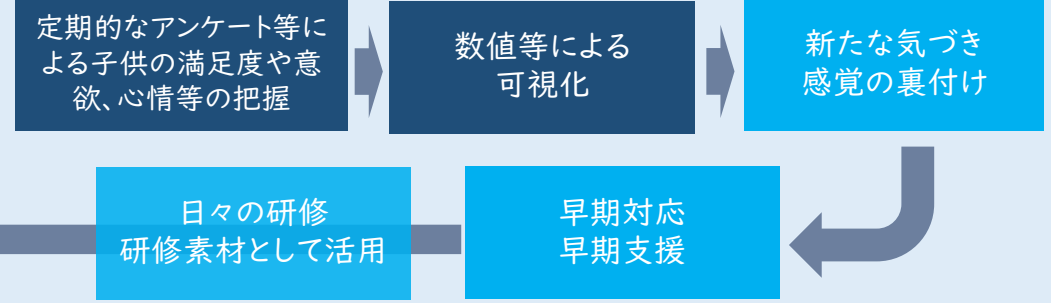 定期的なアンケート等に
よる子供の満足度や意
欲、心情等の把握
数値等による
可視化
新たな気づき
感覚の裏付け
早期対応
早期支援
日々の研修
研修素材として活用